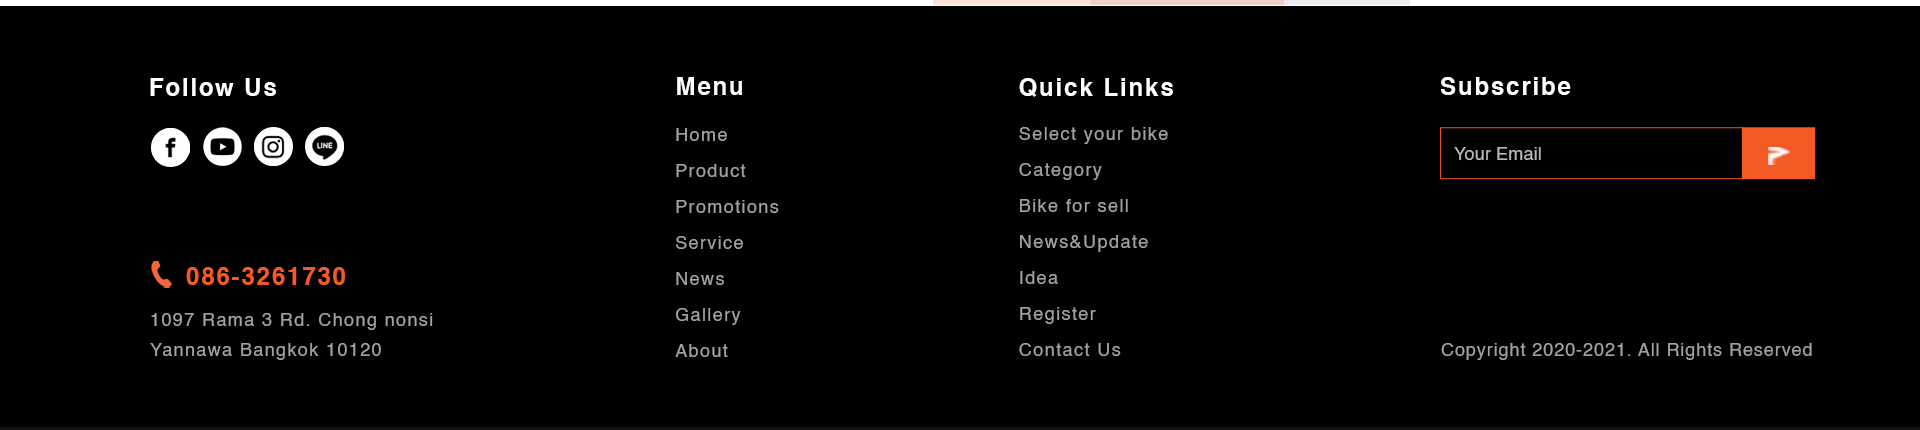 Follow Us
LINE
086-3261730
1097 Rama 3 Rd. Chong nonsi
Yannawa Bangkok 10120
Menu
Home
Product
Promotions
Service
News
Gallery
About
Quick Links
Select your bike
Category
Bike for sell
News&Update
Idea
Register
Contact Us
Subscribe
Your Email
Copyright 2020-2021. All Rights Reserved